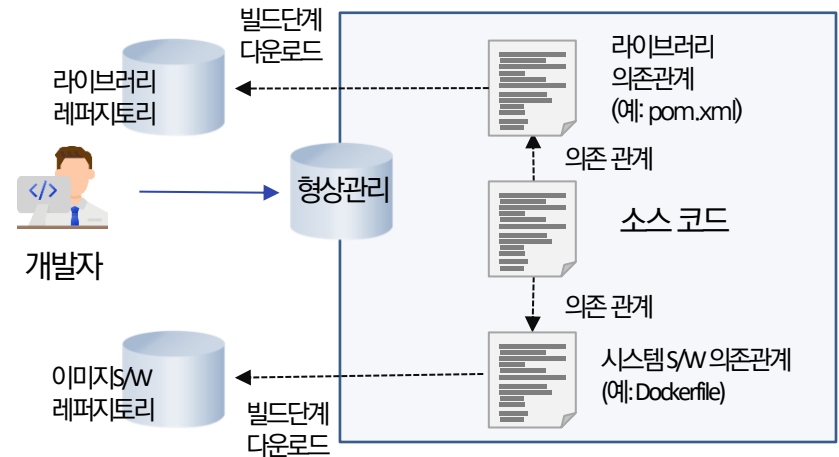 빌드단계
다운로드
라이브러리
레퍼지토리
라이브러리
의존관계
(예: pom.xml)
의존 관계
</>
형상관리
소스 코드
개발자
의존 관계
이미지S/W
레퍼지토리
시스템 S/W 의존관계
(예: Dockerfile)
빌드단계
다운로드